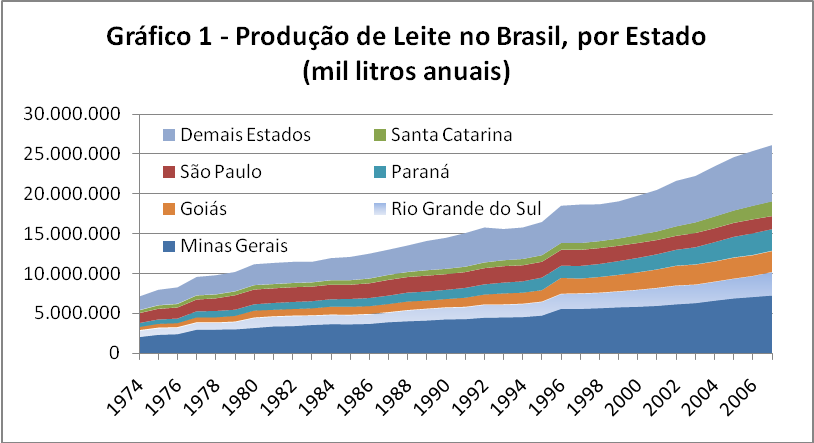 Gráfico 1 - Produção de Leite no Brasil, por Estado
(mil litros anuais)
30.000.000
25.000.000
20.000.000
15.000.000
10.000.000
5.000.000
0
Demais Estados
Santa Catarina
São Paulo
Paraná
Goiás
Rio Grande do Sul
Minas Gerais
1974
1976
1978
1980
1982
1984
1986
1988
1990
1992
1994
1996
1998
2000
2002
2004
2006